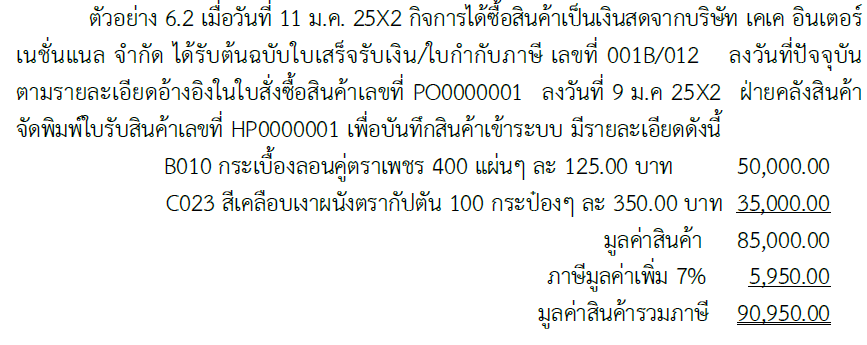 ตัวอย่าง 6.2 เมื่อวันที่ 11 ม.ค. 25X2 กิจการได้ซื้อสินค้าเป็นเงินสดจากบริษัท เคเค อินเตอร์
เนชั่นแนล จำกัด ได้รับต้นฉบับใบเสร็จรับเงิน/ใบกำกับภาษี เลขที่ 001B/012 ลงวันที่ปัจจุบัน
ตามรายละเอียดอ้างอิงในใบสั่งซื้อสินค้าเลขที่ PO0000001 ลงวันที่ 9 ม.ค 25X2 ฝ่ายคลังสินค้า
จัดพิมพ์ใบรับสินค้าเลขที่ HP0000001 เพื่อบันทึกสินค้าเข้าระบบ มีรายละเอียดดังนี้
B010 กระเบื้องลอนคู่ตราเพชร 400 แผ่นๆ ละ 125.00 บาท 50,000.00
C023 สีเคลือบเงาผนังตรากัปตัน 100 กระป๋องๆ ละ 350.00 บาท 35,000.00
มูลค่าสินค้า 85,000.00
ภาษีมูลค่าเพิ่ม 7% 5,950.00
มูลค่าสินค้ารวมภาษี 90,950.00